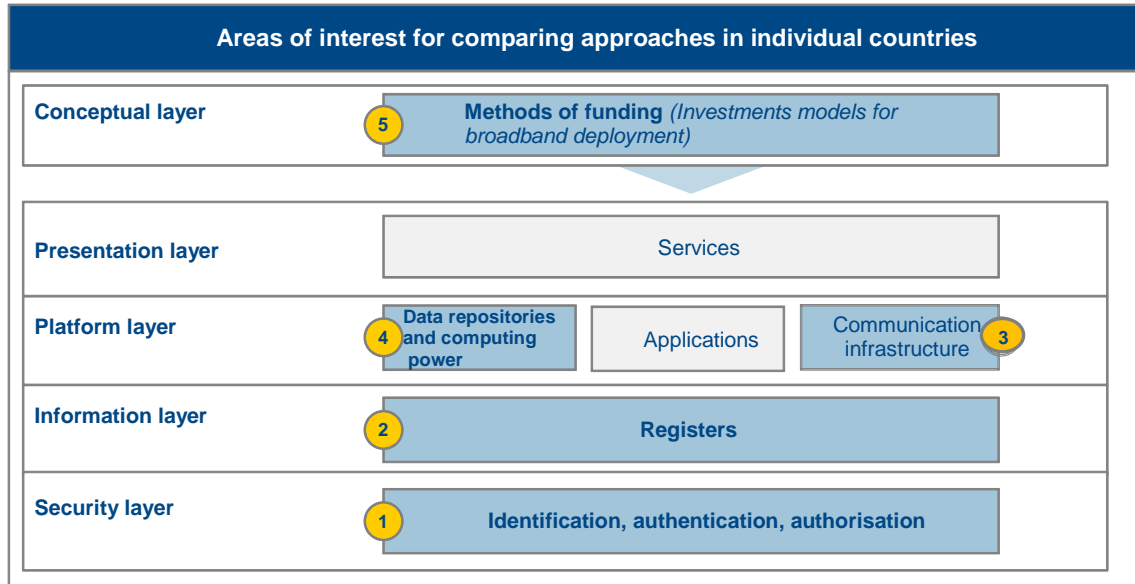 Areas of interest for comparing approaches in individual countries
Conceptual layer
5
Methods of funding (Investments models for
broadband deployment)
Presentation layer
Services
Platform layer
4
Data repositories
and computing
power
Applications
Communication
infrastructure
3
Information layer
2
Registers
Security layer
1
Identification, authentication, authorisation